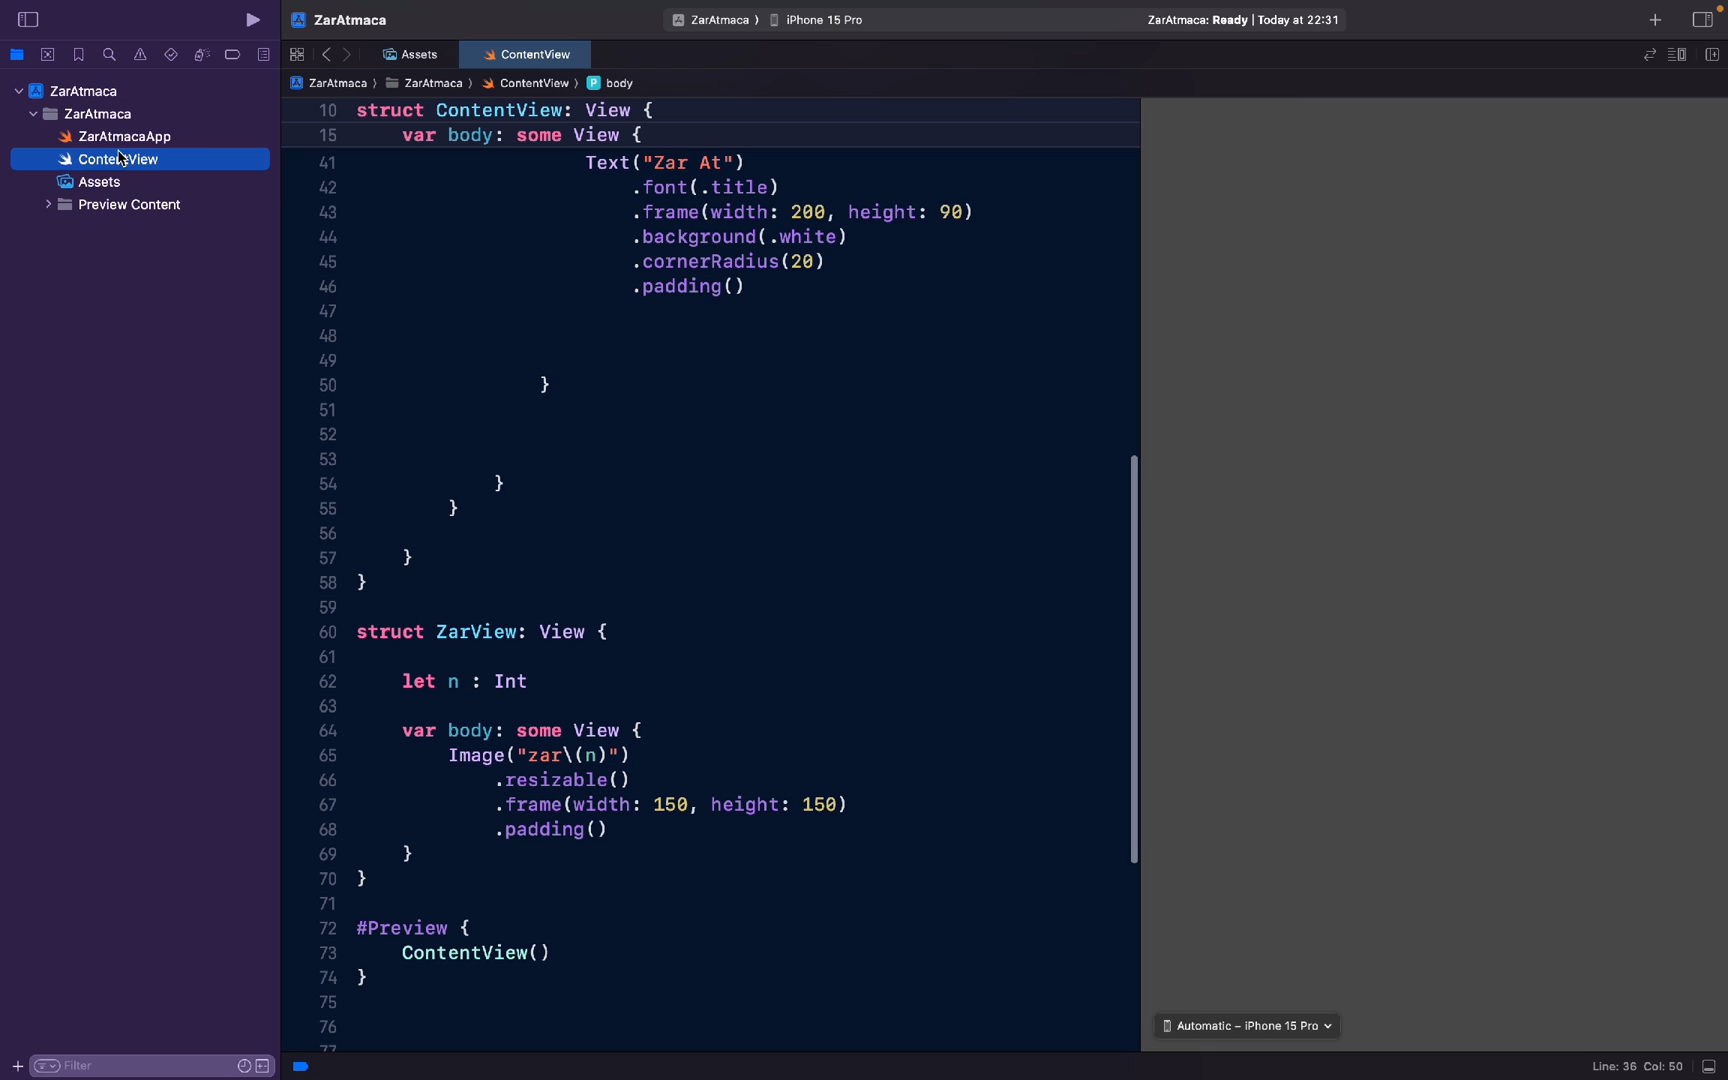 ZarAtmaca
ZarAtmaca ⟩ iPhone 15 Pro
ZarAtmaca: Ready | Today at 22:31
Assets
ContentView
ZarAtmaca ⟩ ZarAtmaca ⟩ ContentView ⟩ P body
ZarAtmaca
ZarAtmaca
ZarAtmacaApp
ContentView
Assets
Preview Content
10 struct ContentView: View {
15 var body: some View {
41 Text("Zar At")
42 .font(.title)
43 .frame(width: 200, height: 90)
44 .background(.white)
45 .cornerRadius(20)
46 .padding()
47
48
49
50 }
51
52
53
54 }
55 }
56
57 }
58 }
59
60 struct ZarView: View {
61
62 let n : Int
63
64 var body: some View {
65 Image("zar\(n)")
66 .resizable()
67 .frame(width: 150, height: 150)
68 .padding()
69 }
70 }
71
72 #Preview {
73 ContentView()
74 }
75
76
77
Automatic – iPhone 15 Pro
Filter
Line: 36 Col: 50